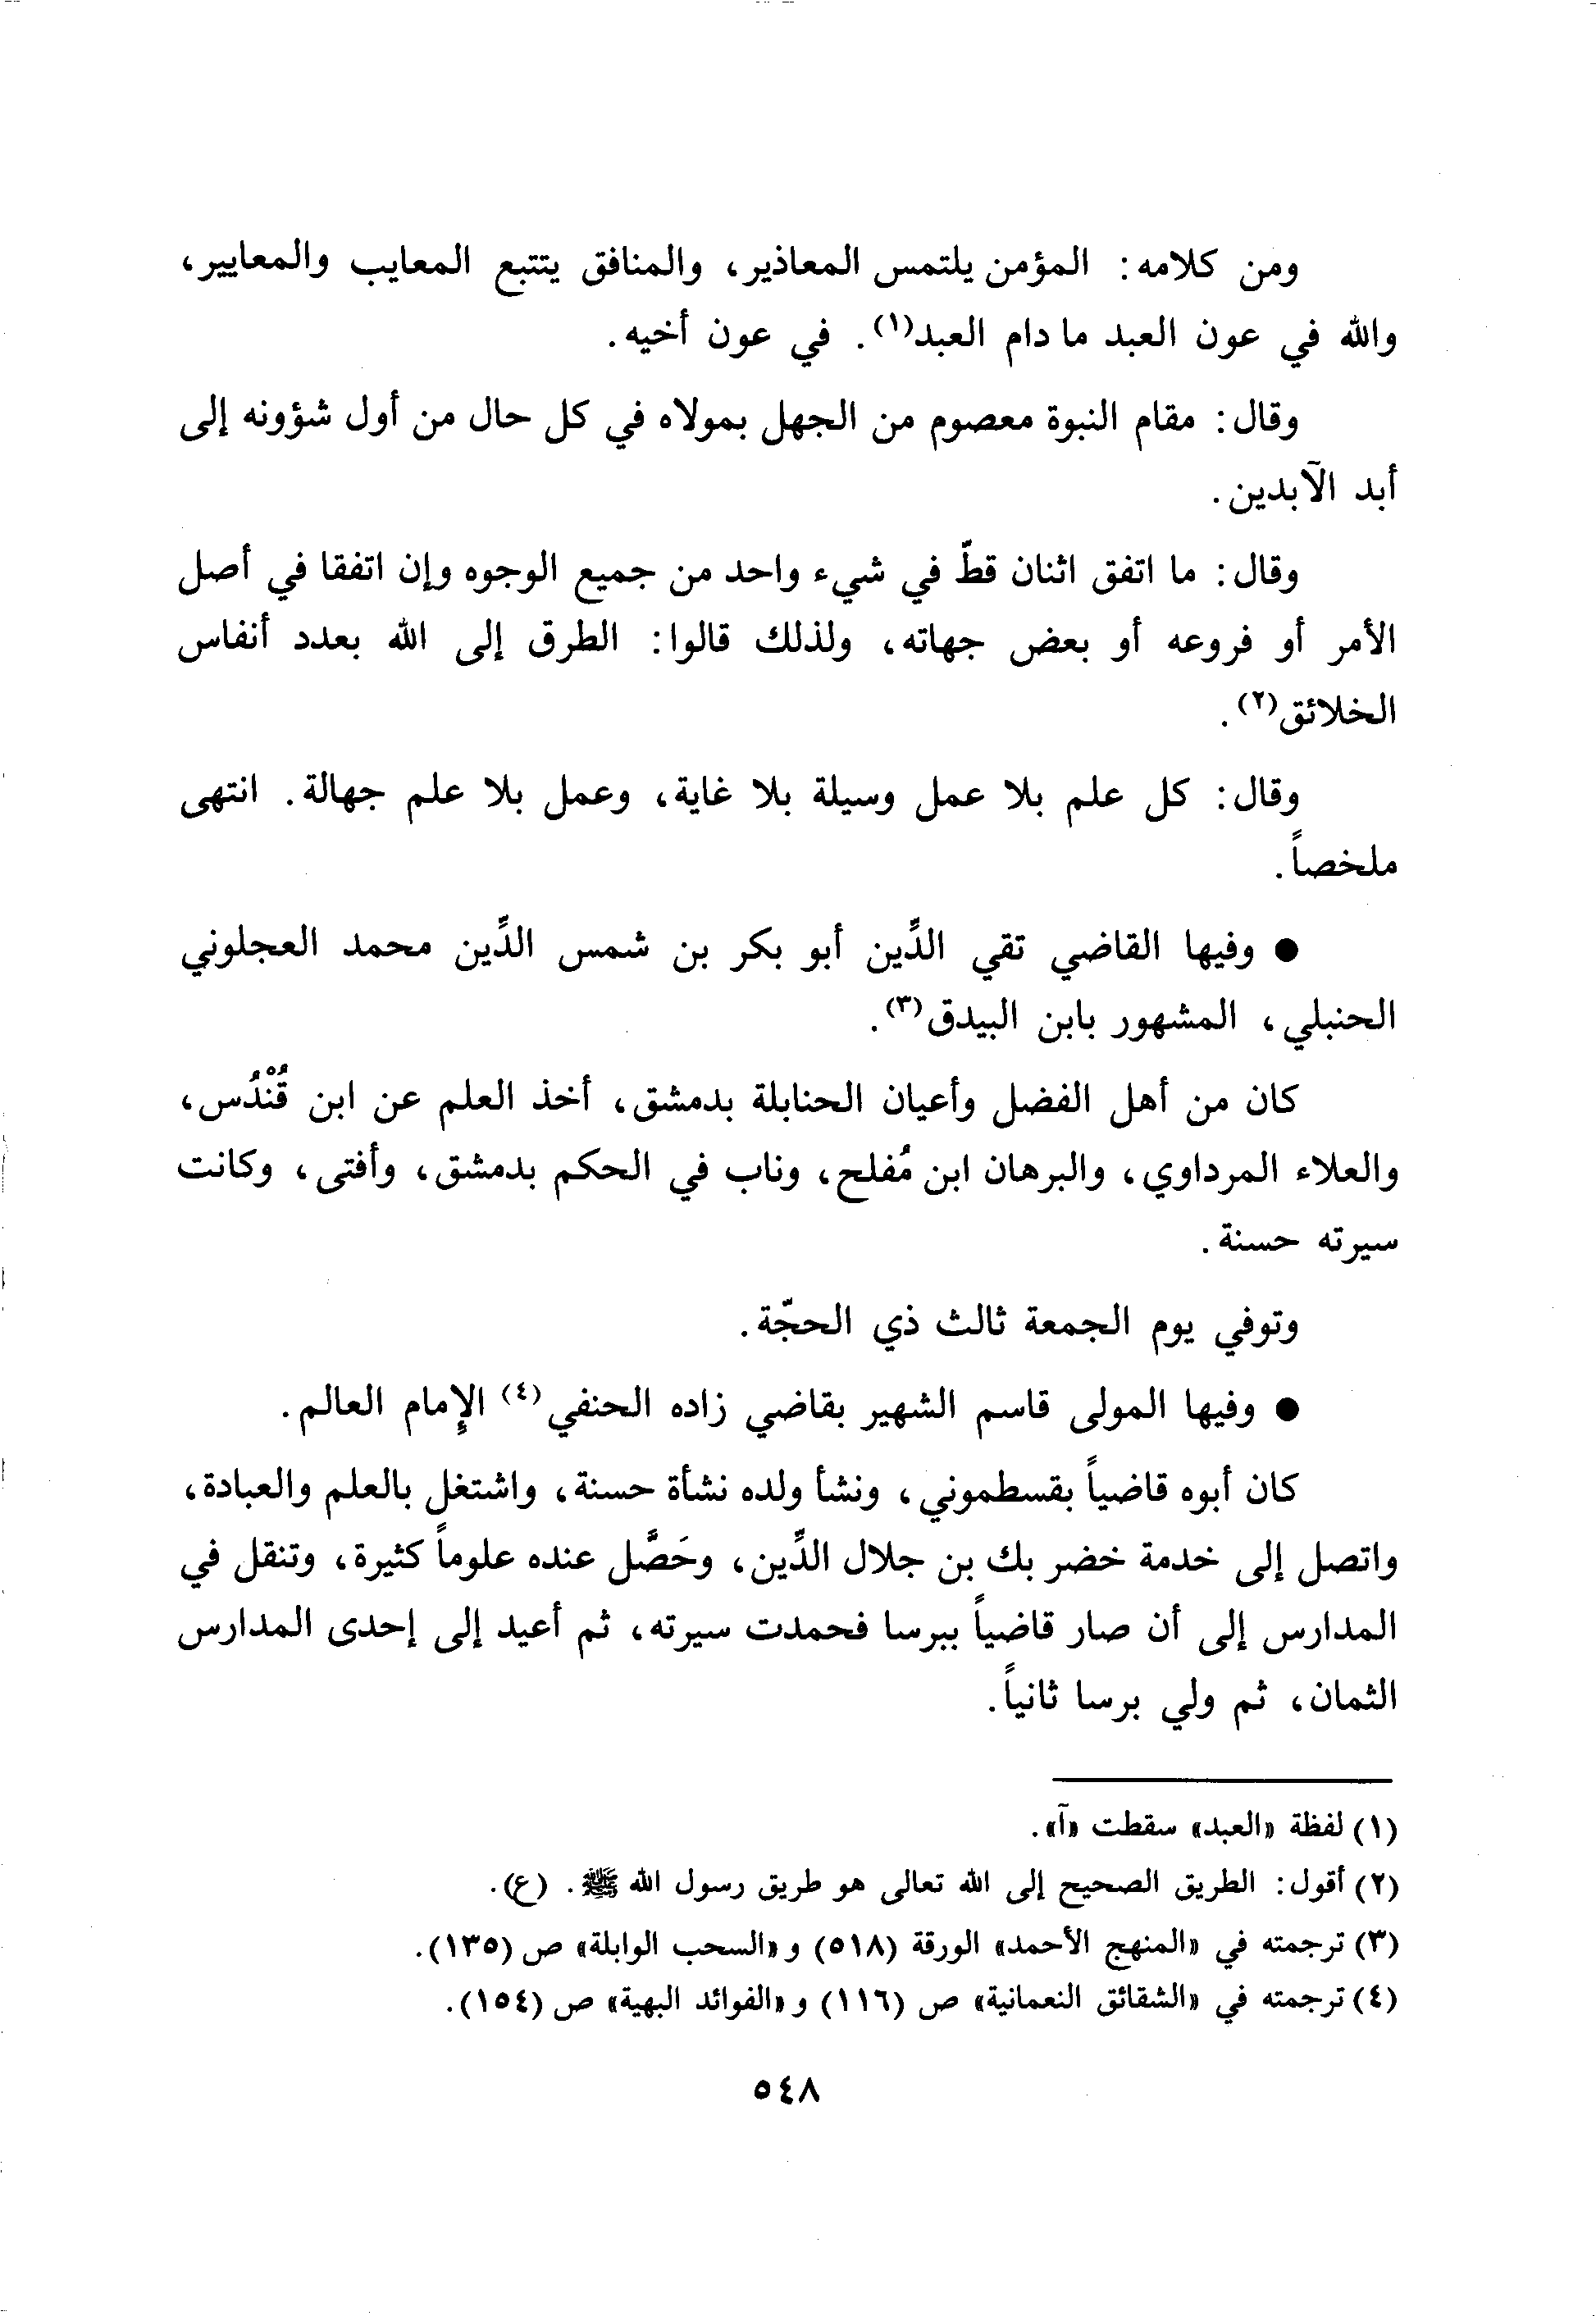 ومن كلامه: المؤمن يلتمس المعاذير، والمنافق يتتبع المعايب والمعايير،
والله في عون العبد ما دام العبد(١). في عون أخيه.
وقال: مقام النبوة معصوم من الجهل بمولاه في كل حال من أول شؤونه إلى
أبد الآبدين.
وقال: ما اتفق اثنان قطّ في شيء واحد من جميع الوجوه وإن اتفقا في أصل
الأمر أو فروعه أو بعض جهاته، ولذلك قالوا: الطرق إلى الله بعدد أنفاس
الخلائق(٢).
وقال: كل علم بلا عمل وسيلة بلا غاية، وعمل بلا علم جهالة. انتهى
ملخصاً.
● وفيها القاضي تقي الدِّين أبو بكر بن شمس الدِّين محمد العجلوني
الحنبلي، المشهور بابن البيدق(٣).
كان من أهل الفضل وأعيان الحنابلة بدمشق، أخذ العلم عن ابن قُنْدُس،
والعلاء المرداوي، والبرهان ابن مُفلح، وناب في الحكم بدمشق، وأفتى، وكانت
سيرته حسنة.
وتوفي يوم الجمعة ثالث ذي الحجّة.
● وفيها المولى قاسم الشهير بقاضي زاده الحنفي(٤) الإمام العالم.
كان أبوه قاضياً بقسطموني، ونشأ ولده نشأة حسنة، واشتغل بالعلم والعبادة،
واتصل إلى خدمة خضر بك بن جلال الدِّين، وحَصَّل عنده علوماً كثيرة، وتنقل في
المدارس إلى أن صار قاضياً ببرسا فحمدت سيرته، ثم أعيد إلى إحدى المدارس
الثمان، ثم ولي برسا ثانياً.
(١) لفظة «العبد» سقطت «آ».
(٢) أقول: الطريق الصحيح إلى الله تعالى هو طريق رسول الله ﷺ. (ع).
(٣) ترجمته في «المنهج الأحمد» الورقة (٥١٨) و«السحب الوابلة» ص (١٣٥).
(٤) ترجمته في «الشقائق النعمانية» ص (١١٦) و«الفوائد البهية» ص (١٥٤).
٥٤٨